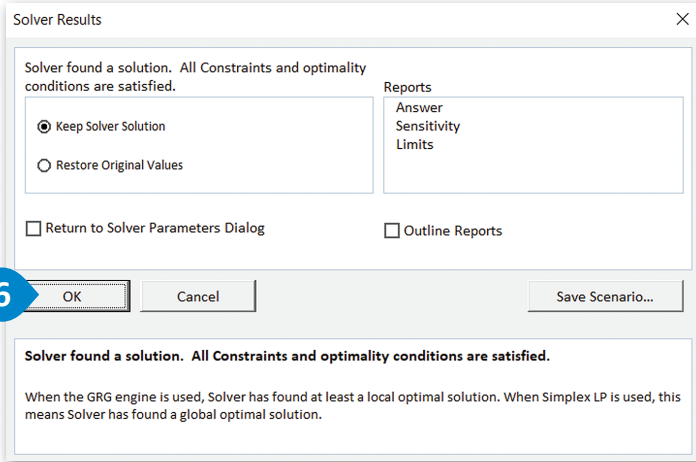 Solver Results
Solver found a solution.  All Constraints and optimality
conditions are satisfied.
Reports
Answer
Sensitivity
Limits
Keep Solver Solution
Restore Original Values
Return to Solver Parameters Dialog
Outline Reports
6
OK
Cancel
Save Scenario...
Solver found a solution.  All Constraints and optimality conditions are satisfied.
When the GRG engine is used, Solver has found at least a local optimal solution. When Simplex LP is used, this
means Solver has found a global optimal solution.